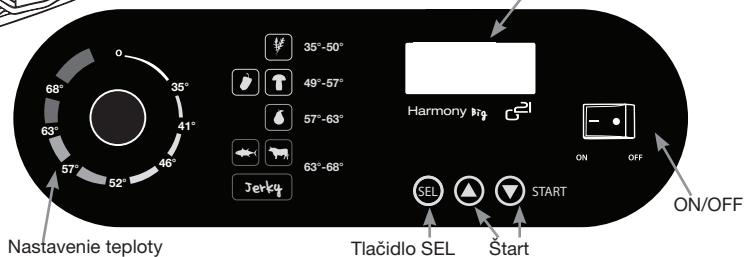 O
35°
41°
46°
52°
57°
63°
68°
35°-50°
49°-57°
57°-63°
63°-68°
Jerky
Harmony Big
SEL
START
ON OFF
ON/OFF
Nastavenie teploty
Tlačidlo SEL
Štart